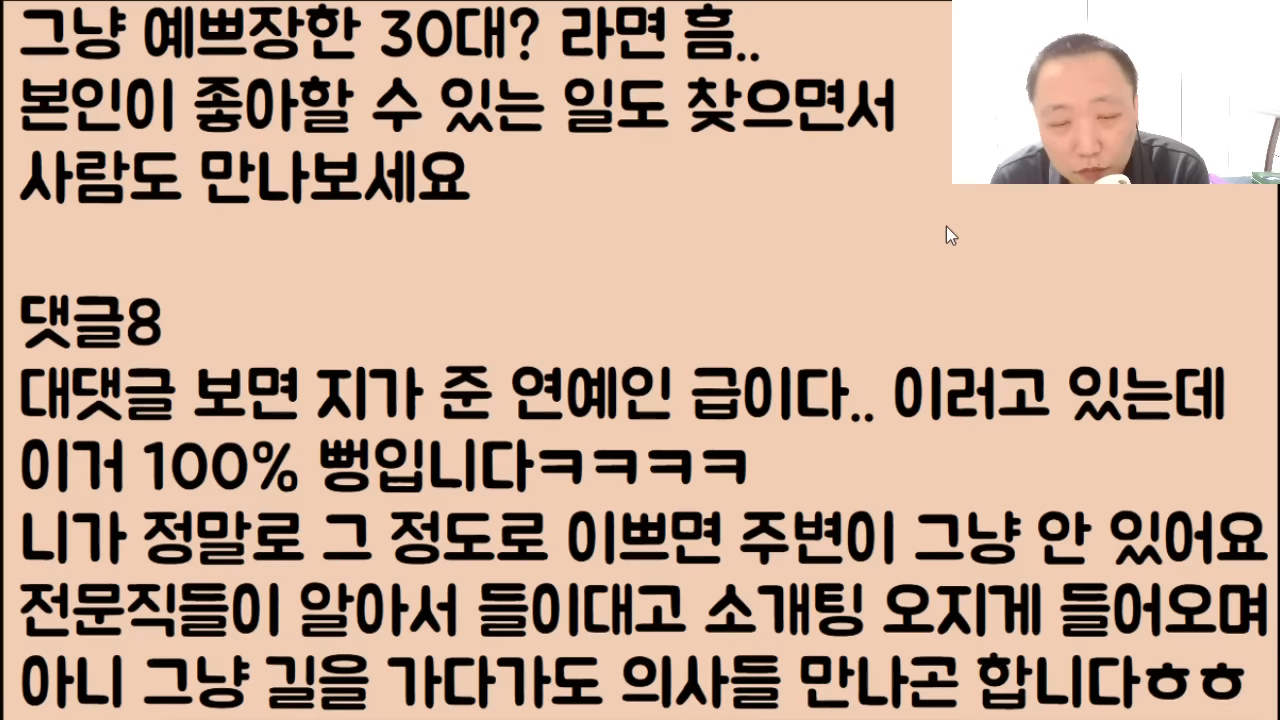 그냥 예쁘장한 30대? 라면 흠..
본인이 좋아할 수 있는 일도 찾으면서
사람도 만나보세요
댓글8
대댓글 보면 지가 준 연예인 급이다.. 이러고 있는데
이거 100% 뻥입니다ㅋㅋㅋㅋ
니가 정말로 그 정도로 이쁘면 주변이 그냥 안 있어요
전문직들이 알아서 들이대고 소개팅 오지게 들어오며
아니 그냥 길을 가다가도 의사들 만나곤 합니다ㅎㅎ